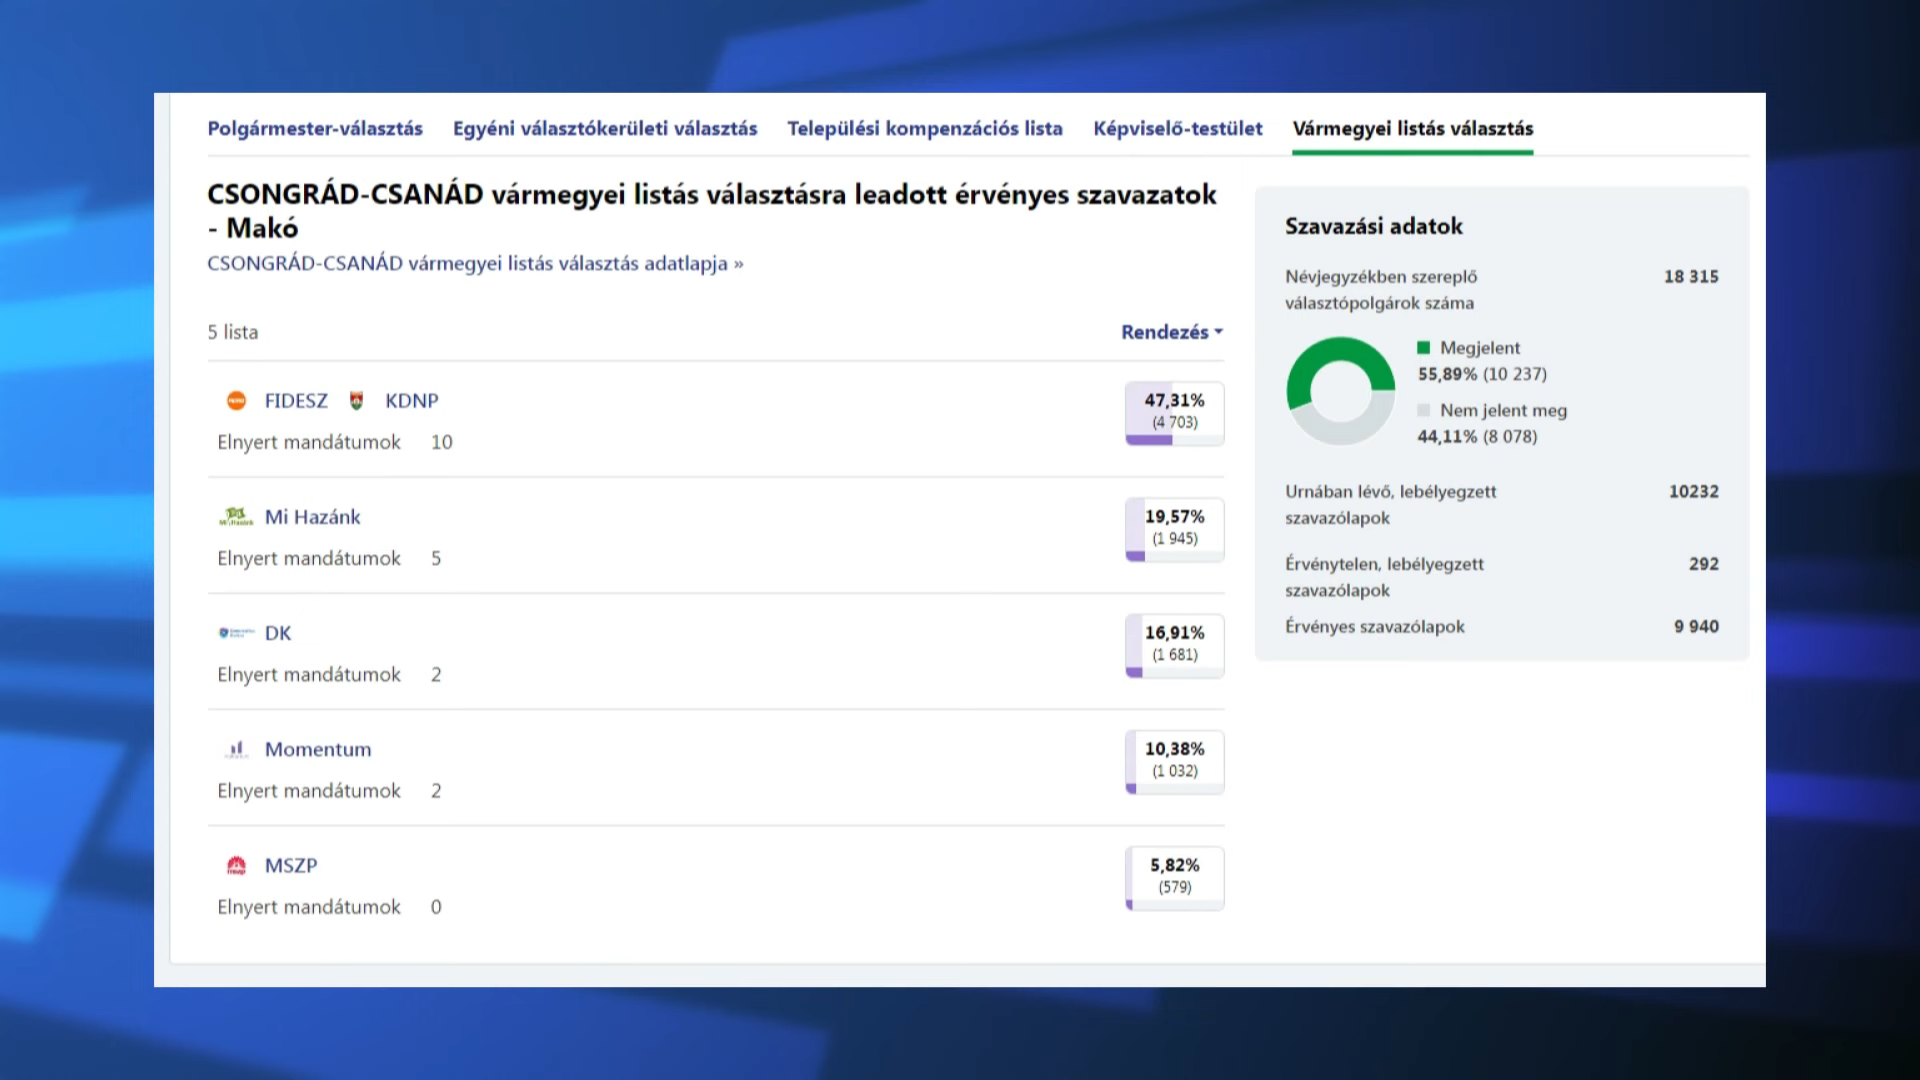 Polgármester-választás Egyéni választókerületi választás Települési kompenzációs lista Képviselő-testület Vármegyei listás választás
CSONGRÁD-CSANÁD vármegyei listás választásra leadott érvényes szavazatok
- Makó
CSONGRÁD-CSANÁD vármegyei listás választás adatlapja »
5 lista Rendezés
FIDESZ KDNP 47,31%
(4 703)
Elnyert mandátumok 10
Mi Hazánk 19,57%
(1 945)
Elnyert mandátumok 5
DK 16,91%
(1 681)
Elnyert mandátumok 2
Momentum 10,38%
(1 032)
Elnyert mandátumok 2
MSZP 5,82%
(579)
Elnyert mandátumok 0
Szavazási adatok
Névjegyzékben szereplő 18 315
választópolgárok száma
Megjelent
55,89% (10 237)
Nem jelent meg
44,11% (8 078)
Urnában lévő, lebélyegzett 10232
szavazólapok
Érvénytelen, lebélyegzett 292
szavazólapok
Érvényes szavazólapok 9 940